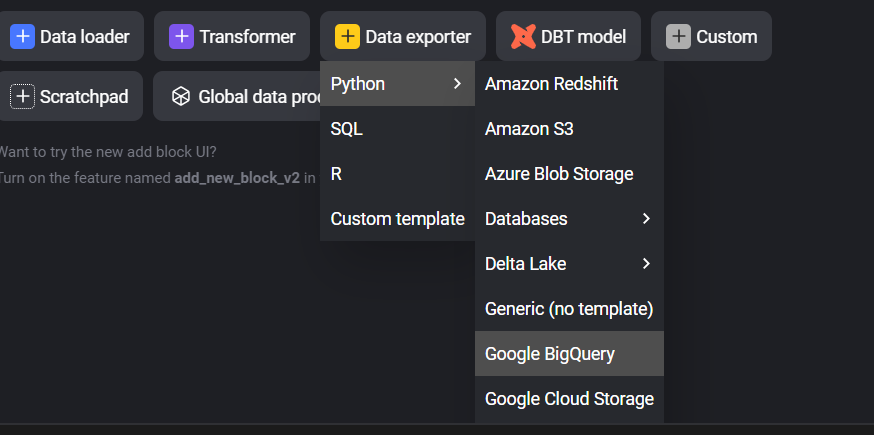 Data loader
Transformer
Data exporter
DBT model
Custom
Scratchpad
Global data pro
Want to try the new add block UI?
Turn on the feature named add_new_block_v2 in
Python
SQL
R
Custom template
Amazon Redshift
Amazon S3
Azure Blob Storage
Databases
Delta Lake
Generic (no template)
Google BigQuery
Google Cloud Storage